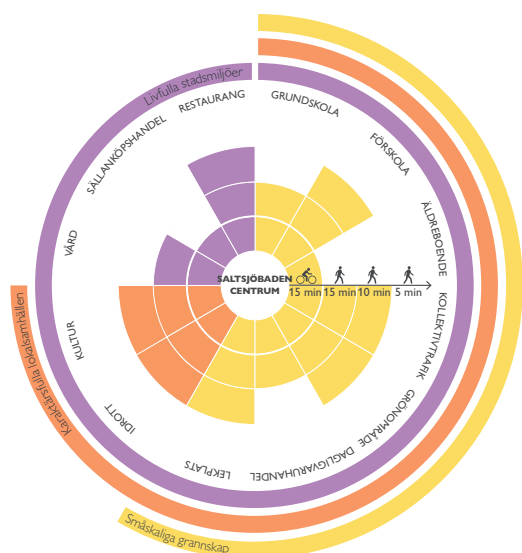 Livfulla stadsmiljöer
RESTAURANG
GRUNDSKOLA
FÖRSKOLA
ÄLDREBOENDE
KOLLEKTIVTRAFIK
GRÖNOMRÅDE
DAGLIGVARUHANDEL
LEKPLATS
IDROTT
KULTUR
VÅRD
SÄLLANKÖPSHANDEL
SALTSJÖBADEN
CENTRUM
15 min 15 min 10 min 5 min
Karaktärsfulla lokalsamhällen
Småskaliga grannskap